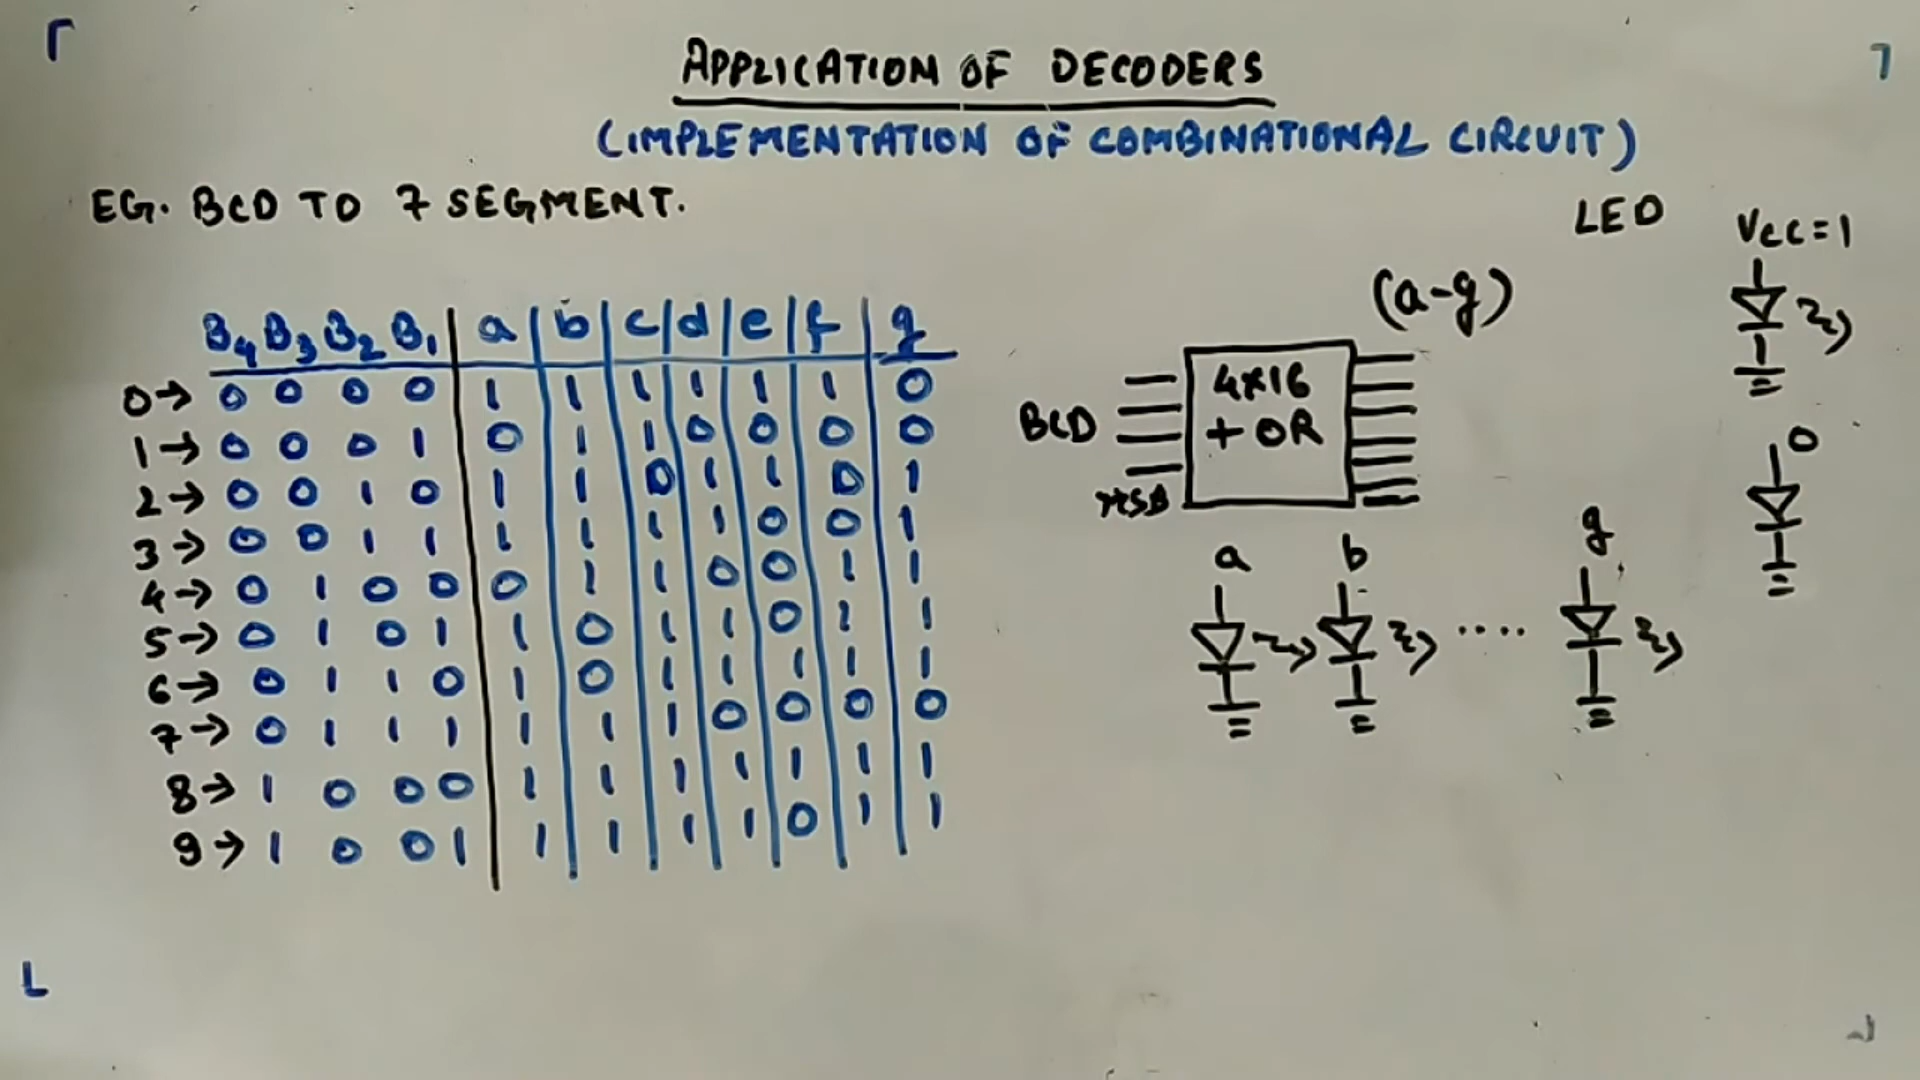 APPLICATION OF DECODERS
(IMPLEMENTATION OF COMBINATIONAL CIRCUIT)
EG. BCD TO 7 SEGMENT.
B4 B3 B2 B1 | a | b | c | d | e | f | g
0→ 0 0 0 0 1 1 1 1 1 1 0
1→ 0 0 0 1 0 1 1 0 0 0 0
2→ 0 0 1 0 1 1 0 1 1 0 1
3→ 0 0 1 1 1 1 1 1 0 0 1
4→ 0 1 0 0 0 1 1 0 0 1 1
5→ 0 1 0 1 1 0 1 1 0 1 1
6→ 0 1 1 0 1 0 1 1 1 1 1
7→ 0 1 1 1 1 1 1 0 0 0 0
8→ 1 0 0 0 1 1 1 1 1 1 1
9→ 1 0 0 1 1 1 1 1 0 1 1
(a-g)
4×16
+ OR
BCD
MSB
a b .... g
LED
Vcc=1
0